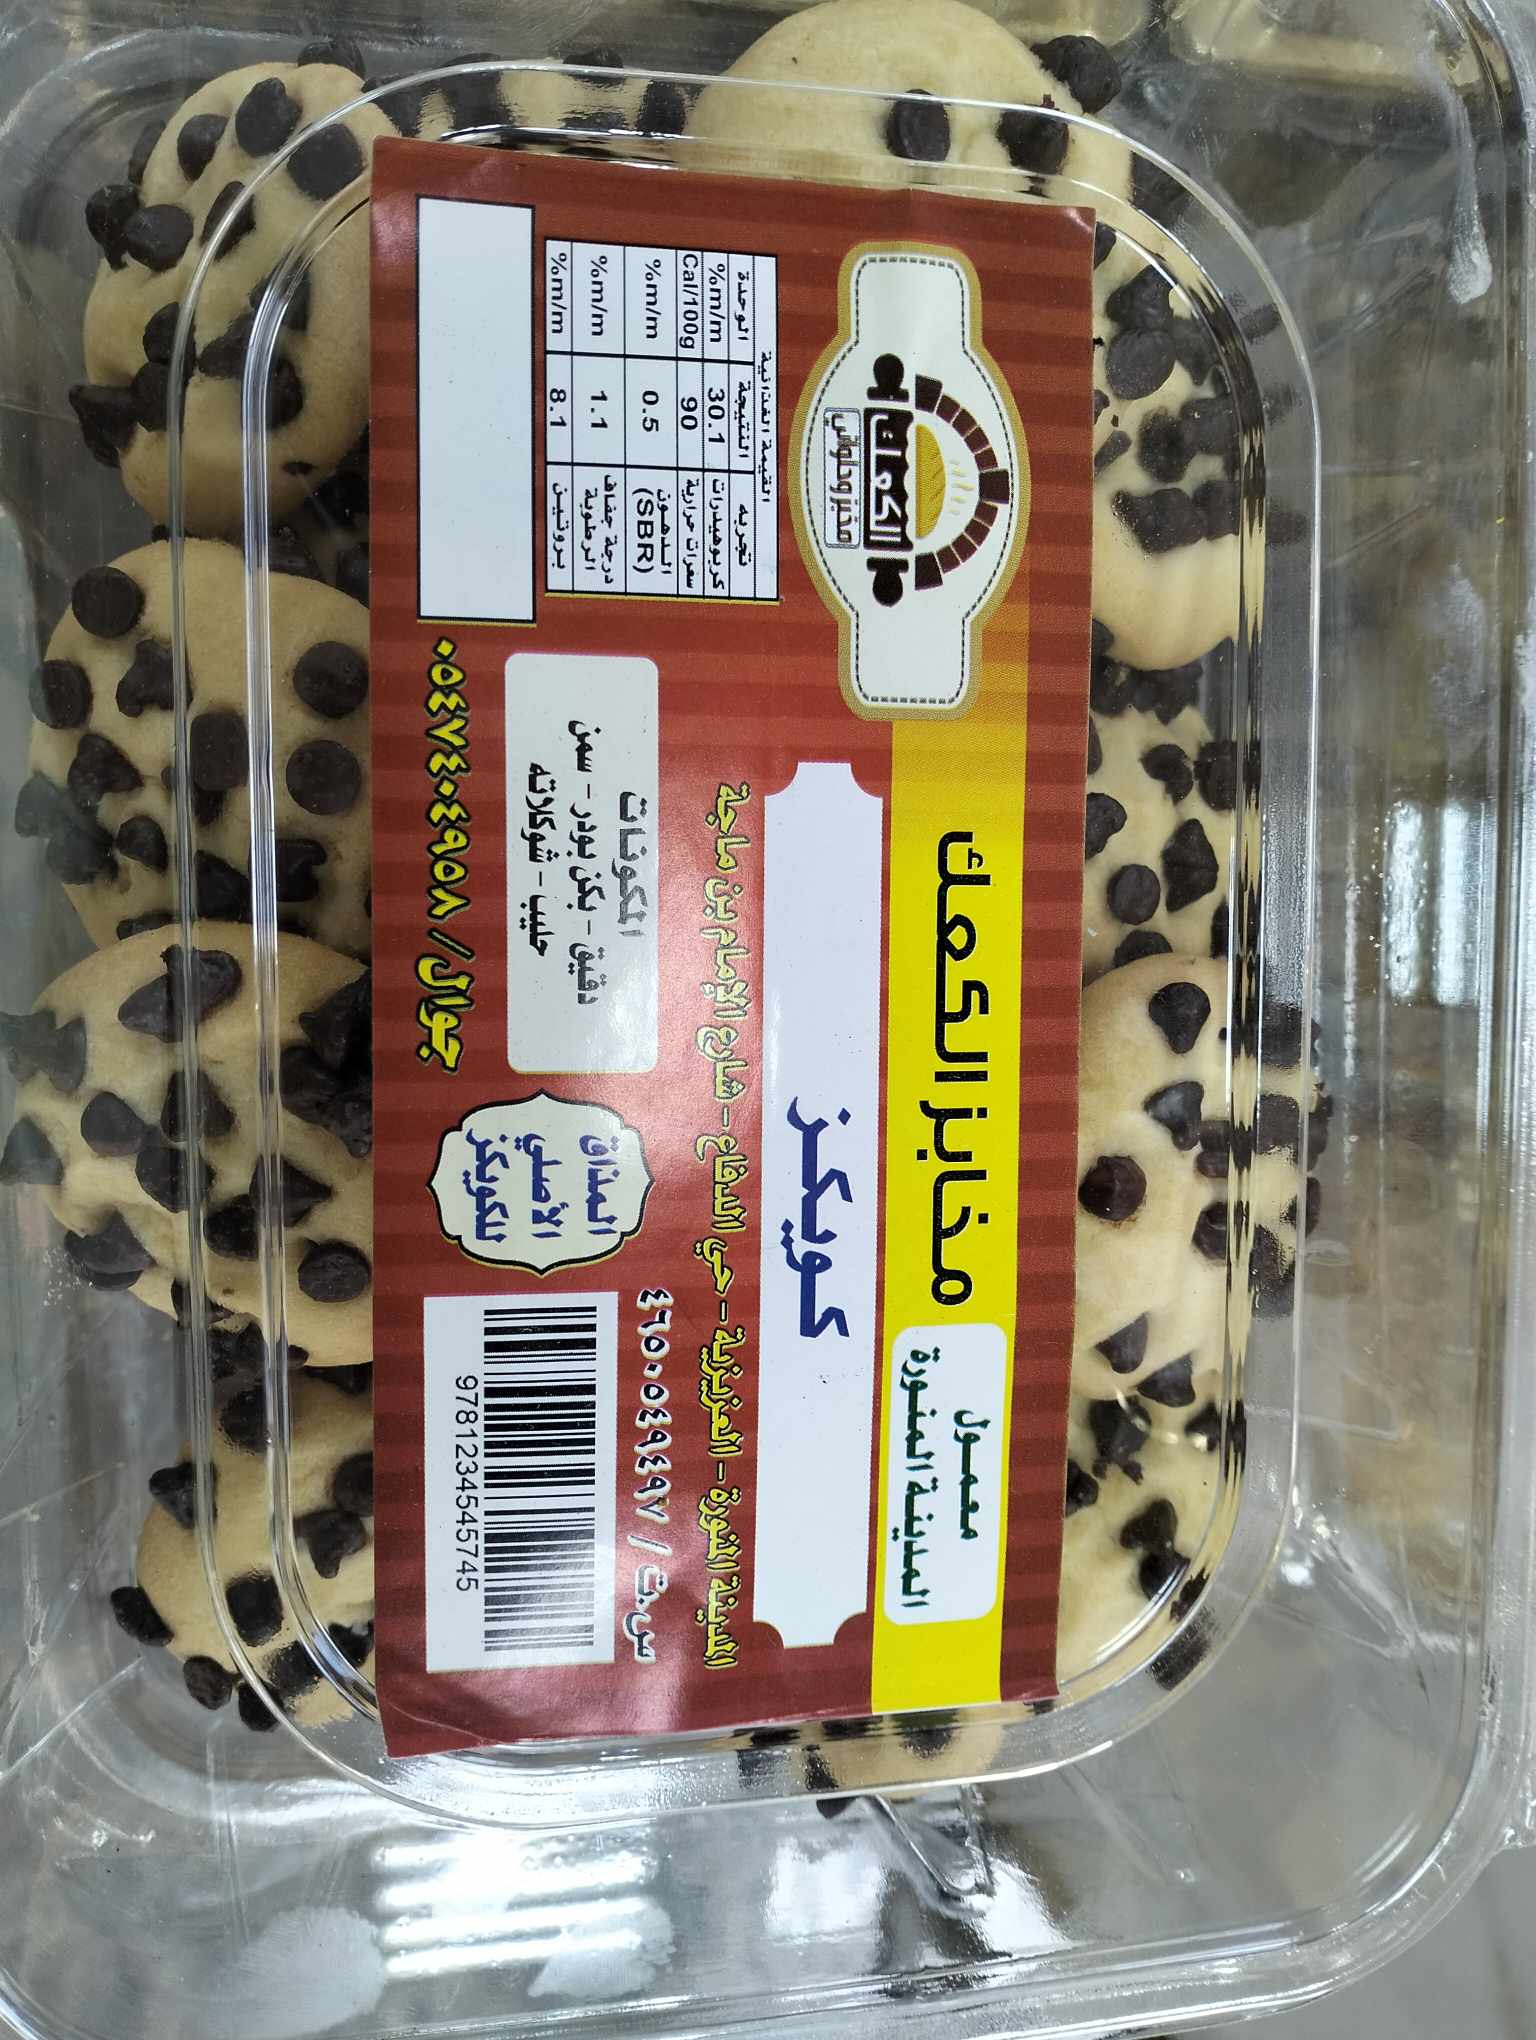 معمول
المدينة المنورة
مخابز الكعك
الكعك
مخبز وحلواني
كويكز
المدينة المنورة - العزيزية - حي الدفاع - شارع الإمام بن ماجة
س.ت / ٤٦٥٠٥٤٩٤٩٧
القيمة الغذائية
تجربه النتيجة الوحدة
كربوهيدرات 30.1 %m/m
سعرات حرارية 90 Cal/100g
الدهون (SBR) 0.5 %m/m
درجة جفاف الرطوبة 1.1 %m/m
بروتين 8.1 %m/m
المكونات
دقيق - بكن بودر - سمن
حليب - شوكلاته
المذاق
الأصلي
للكويكز
جوال/ ٠٥٤٧٤٠٤٩٥٨
9781234545745